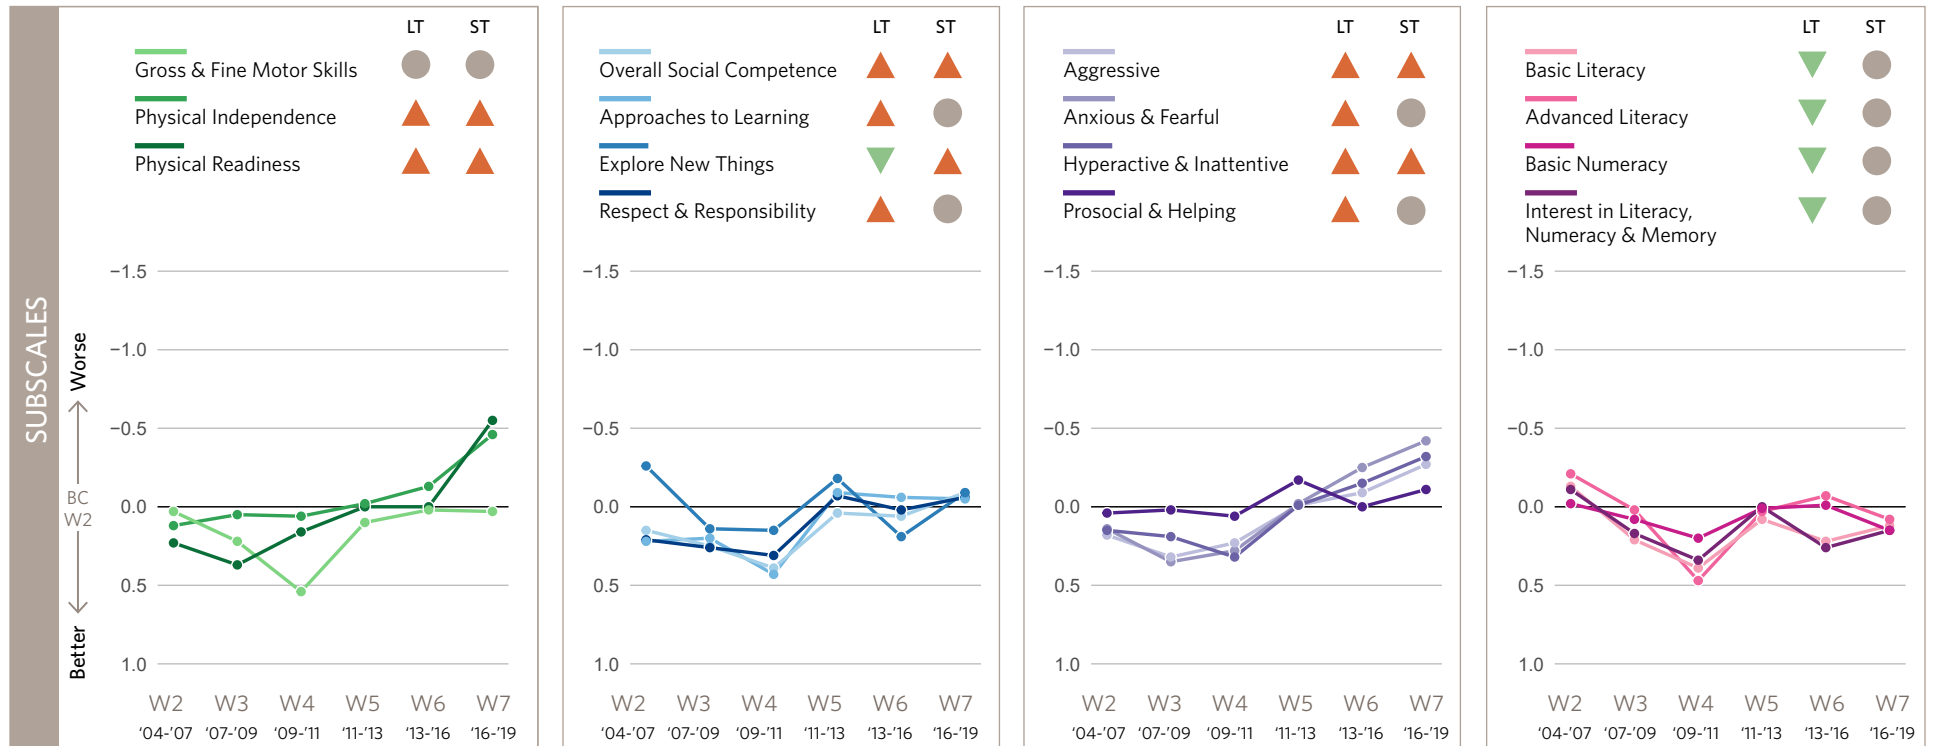 SUBSCALES
Worse
BC
W2
Better
LT ST
Gross & Fine Motor Skills
Physical Independence
Physical Readiness
−1.5
−1.0
−0.5
0.0
0.5
1.0
W2 W3 W4 W5 W6 W7
‘04-’07 ‘07-’09 ‘09-’11 ‘11-’13 ‘13-’16 ‘16-’19
LT ST
Overall Social Competence
Approaches to Learning
Explore New Things
Respect & Responsibility
−1.5
−1.0
−0.5
0.0
0.5
1.0
W2 W3 W4 W5 W6 W7
‘04-’07 ‘07-’09 ‘09-’11 ‘11-’13 ‘13-’16 ‘16-’19
LT ST
Aggressive
Anxious & Fearful
Hyperactive & Inattentive
Prosocial & Helping
−1.5
−1.0
−0.5
0.0
0.5
1.0
W2 W3 W4 W5 W6 W7
‘04-’07 ‘07-’09 ‘09-’11 ‘11-’13 ‘13-’16 ‘16-’19
LT ST
Basic Literacy
Advanced Literacy
Basic Numeracy
Interest in Literacy,
Numeracy & Memory
−1.5
−1.0
−0.5
0.0
0.5
1.0
W2 W3 W4 W5 W6 W7
‘04-’07 ‘07-’09 ‘09-’11 ‘11-’13 ‘13-’16 ‘16-’19